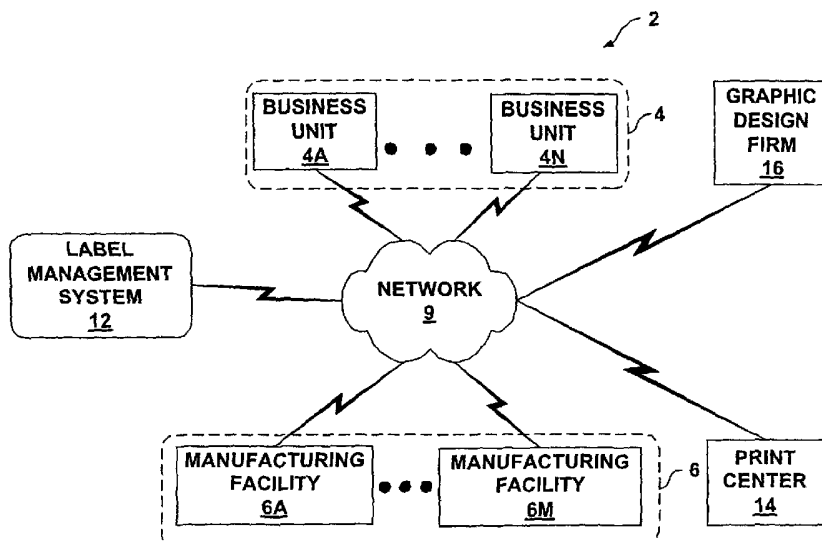 2
BUSINESS
UNIT
4A
BUSINESS
UNIT
4N
4
GRAPHIC
DESIGN
FIRM
16
LABEL
MANAGEMENT
SYSTEM
12
NETWORK
9
MANUFACTURING
FACILITY
6A
MANUFACTURING
FACILITY
6M
6
PRINT
CENTER
14